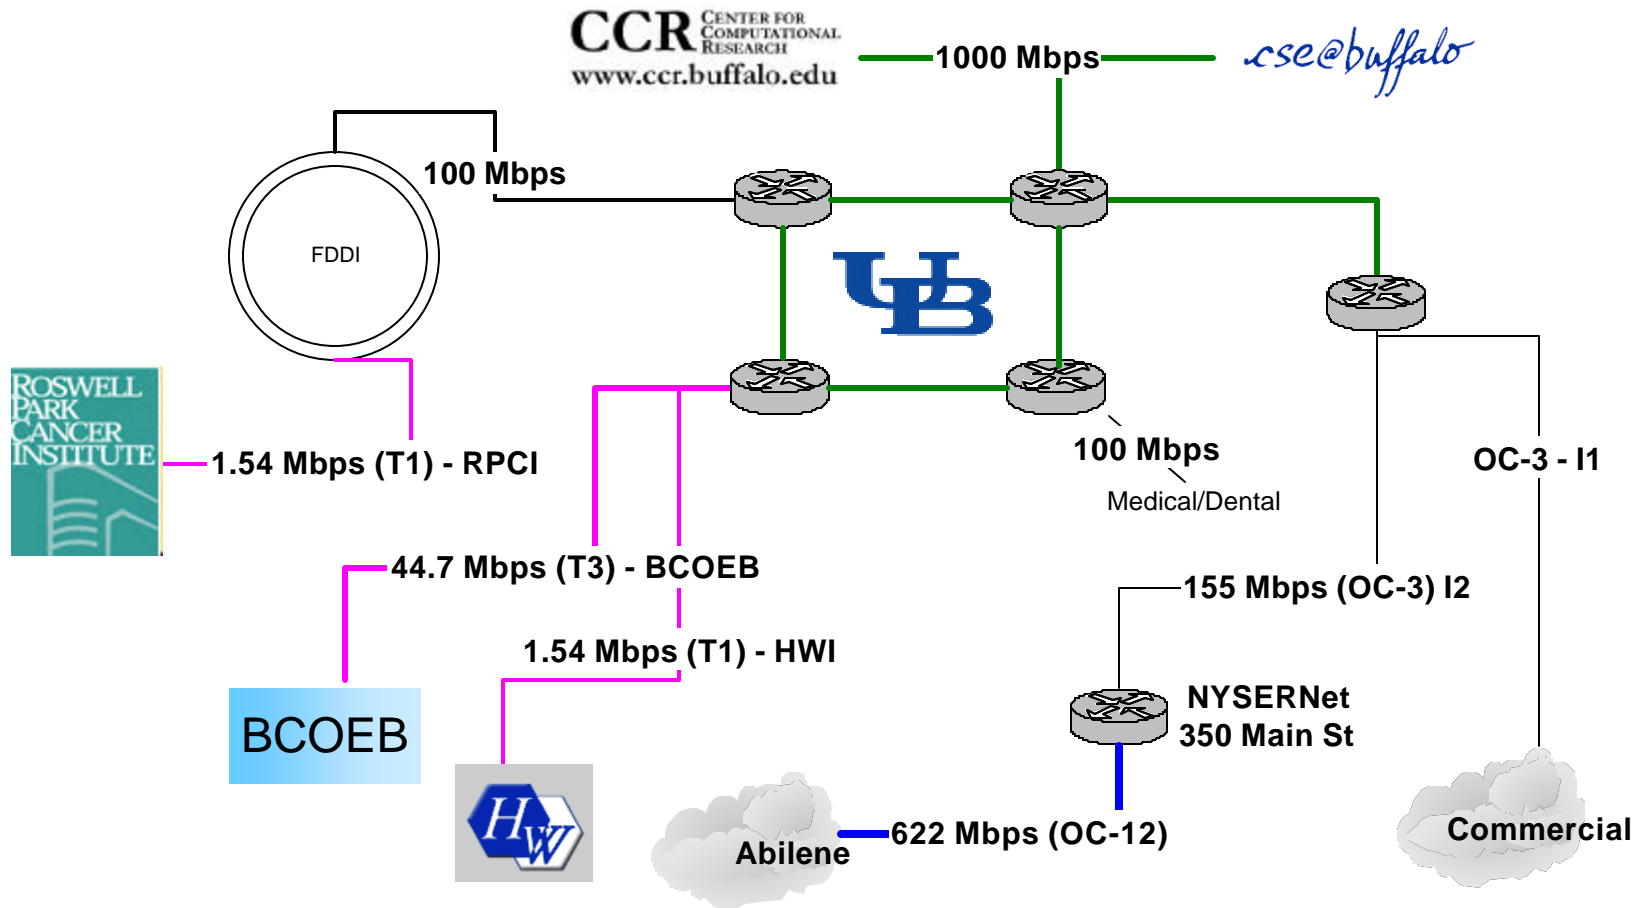 CCR CENTER FOR
COMPUTATIONAL
RESEARCH
www.ccr.buffalo.edu
1000 Mbps
cse@buffalo
100 Mbps
FDDI
UB
ROSWELL
PARK
CANCER
INSTITUTE
1.54 Mbps (T1) - RPCI
100 Mbps
Medical/Dental
OC-3 - I1
44.7 Mbps (T3) - BCOEB
155 Mbps (OC-3) I2
1.54 Mbps (T1) - HWI
BCOEB
NYSERNet
350 Main St
HW
Abilene
622 Mbps (OC-12)
Commercial